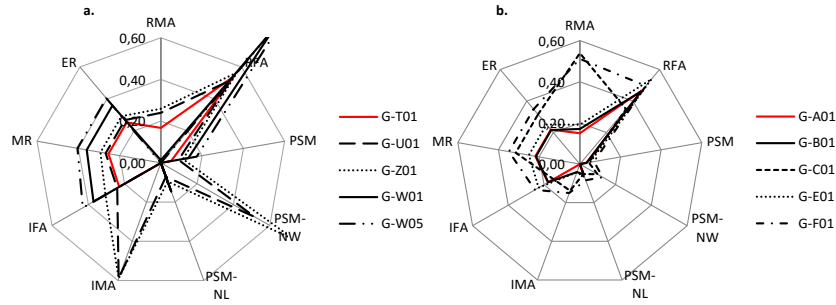 a.
RMA
0,60
0,40
0,20
0,00
RFA
PSM
PSM-NW
PSM-NL
IMA
IFA
MR
ER
G-T01
G-U01
G-Z01
G-W01
G-W05
b.
RMA
0,60
0,40
0,20
0,00
RFA
PSM
PSM-NW
PSM-NL
IMA
IFA
MR
ER
G-A01
G-B01
G-C01
G-E01
G-F01